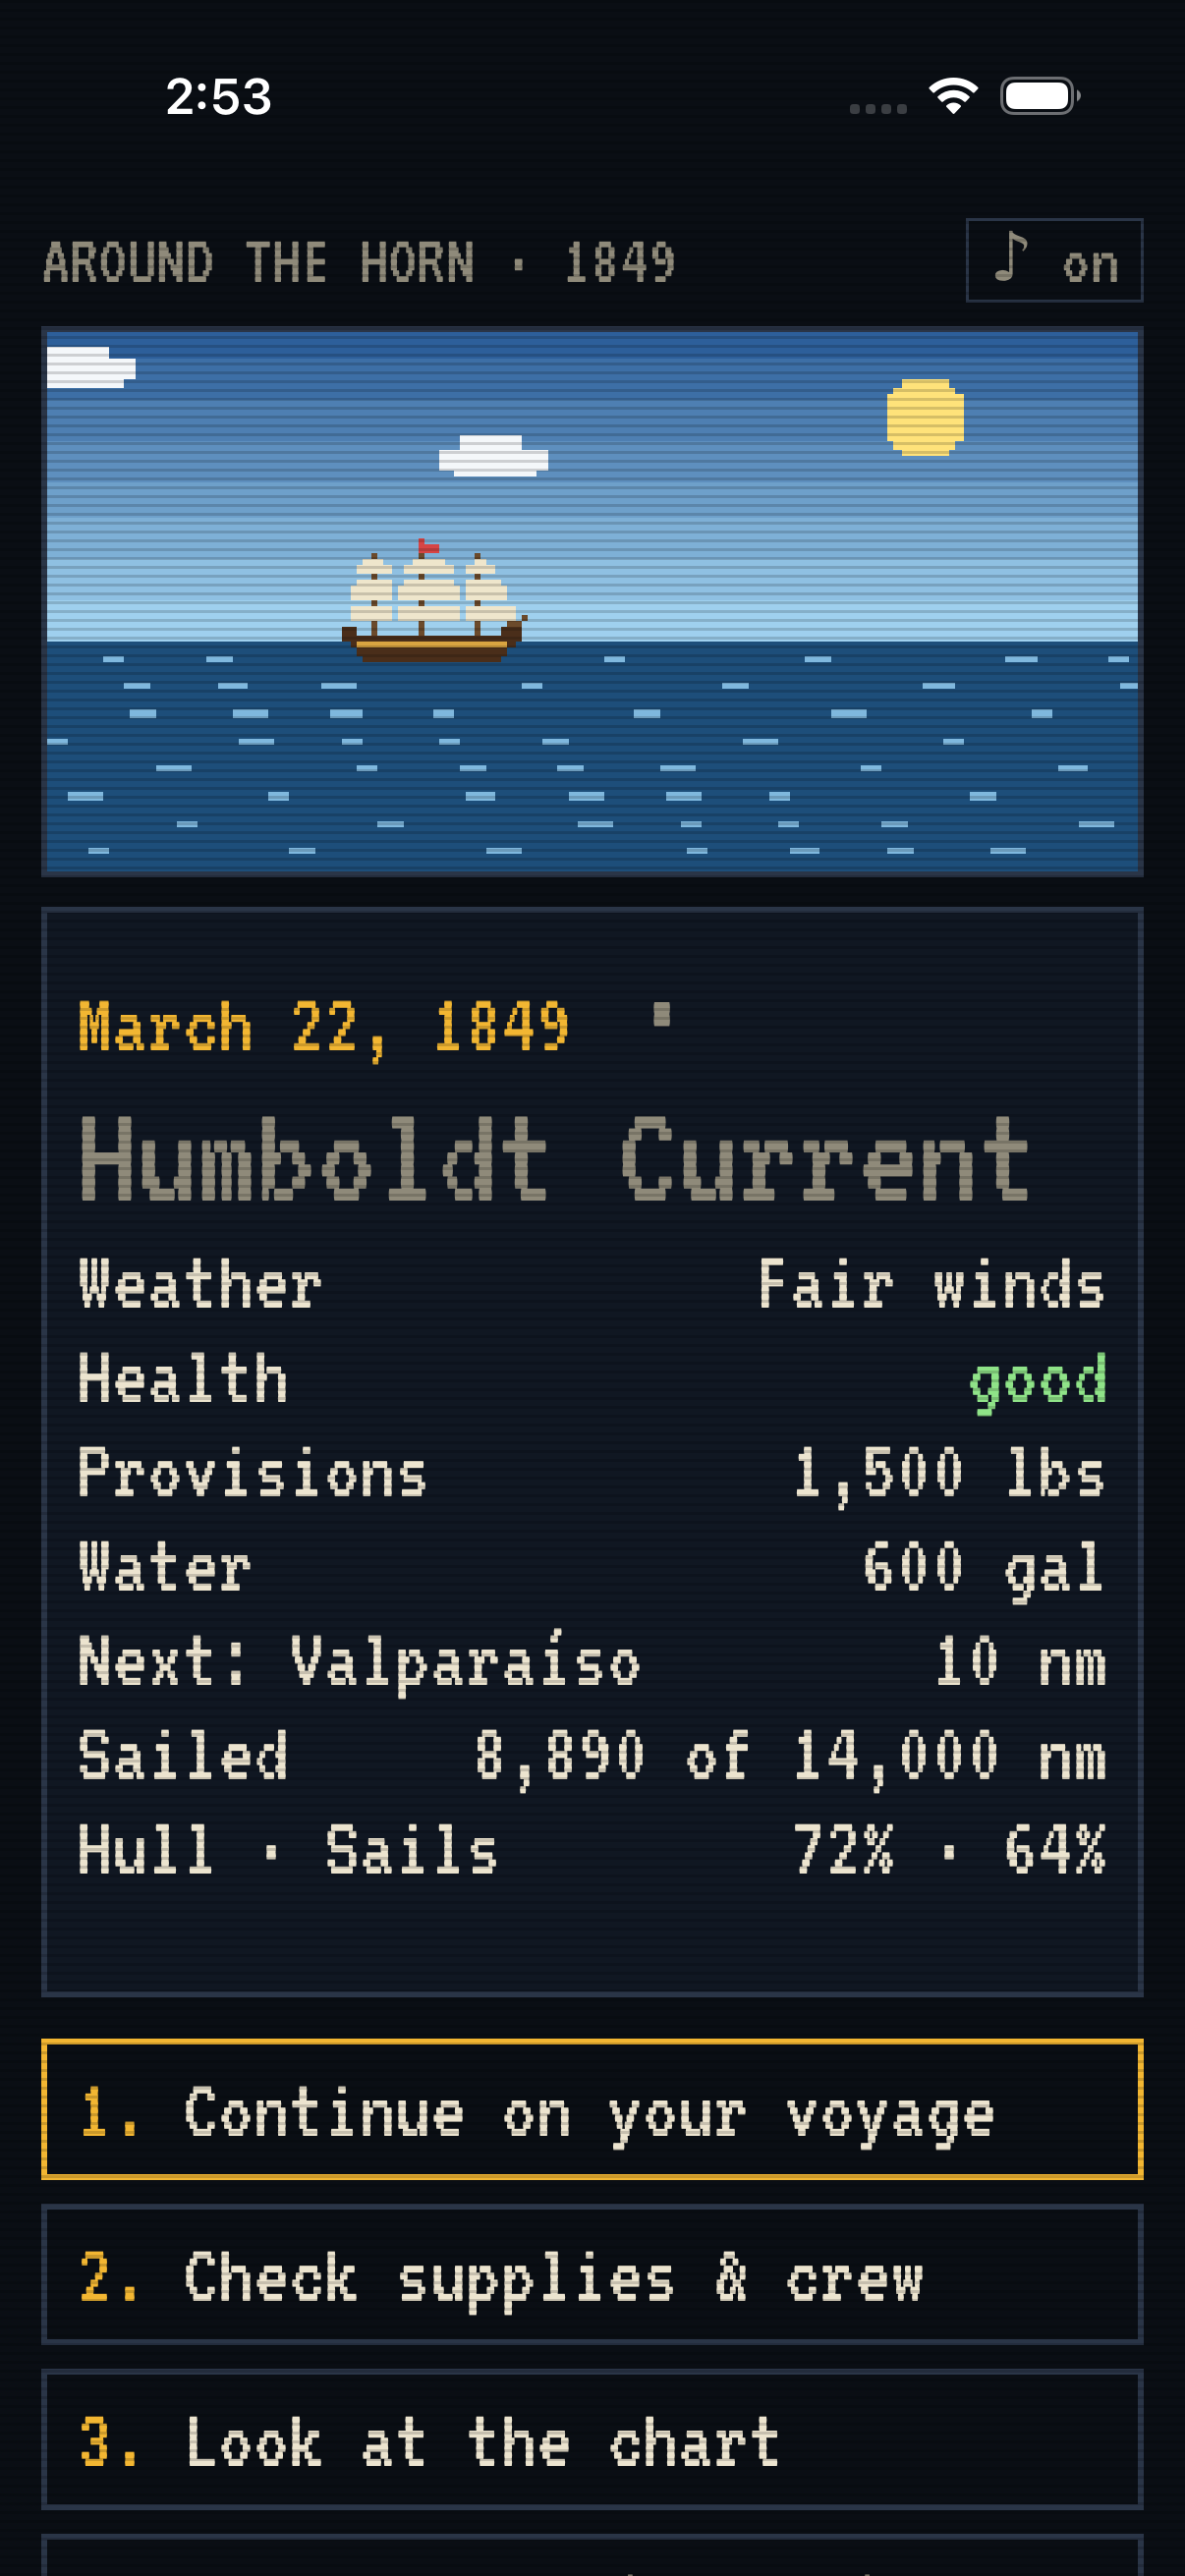 2:53
AROUND THE HORN · 1849
♪ on
March 22, 1849 ·
Humboldt Current
Weather Fair winds
Health good
Provisions 1,500 lbs
Water 600 gal
Next: Valparaíso 10 nm
Sailed 8,890 of 14,000 nm
Hull · Sails 72% · 64%
1. Continue on your voyage
2. Check supplies & crew
3. Look at the chart